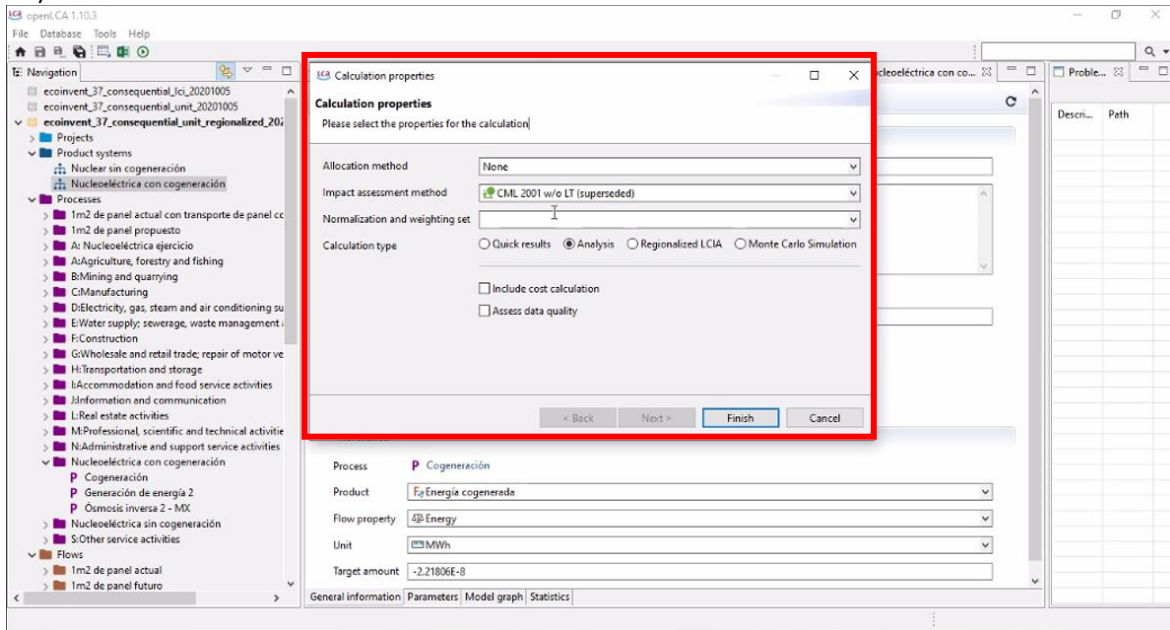 openLCA 1.10.3
File Database Tools Help
Navigation
ecoinvent_37_consequential_lci_20201005
ecoinvent_37_consequential_unit_20201005
ecoinvent_37_consequential_unit_regionalized_202
Projects
Product systems
Nuclear sin cogeneración
Nucleoeléctrica con cogeneración
Processes
1m2 de panel actual con transporte de panel cc
1m2 de panel propuesto
A: Nucleoeléctrica ejercicio
A:Agriculture, forestry and fishing
B:Mining and quarrying
C:Manufacturing
D:Electricity, gas, steam and air conditioning su
E:Water supply; sewerage, waste management
F:Construction
G:Wholesale and retail trade; repair of motor ve
H:Transportation and storage
I:Accommodation and food service activities
J:Information and communication
L:Real estate activities
M:Professional, scientific and technical activitie
N:Administrative and support service activities
Nucleoeléctrica con cogeneración
P Cogeneración
P Generación de energía 2
P Ósmosis inversa 2 - MX
Nucleoeléctrica sin cogeneración
S:Other service activities
Flows
1m2 de panel actual
1m2 de panel futuro
LCA Calculation properties
Calculation properties
Please select the properties for the calculation
Allocation method None
Impact assessment method CML 2001 w/o LT (superseded)
Normalization and weighting set
Calculation type Quick results Analysis Regionalized LCIA Monte Carlo Simulation
Include cost calculation
Assess data quality
< Back Next > Finish Cancel
Process P Cogeneración
Product Energía cogenerada
Flow property Energy
Unit MWh
Target amount -2.21806E-8
General information Parameters Model graph Statistics
ucleoeléctrica con co...
Proble...
Descri... Path